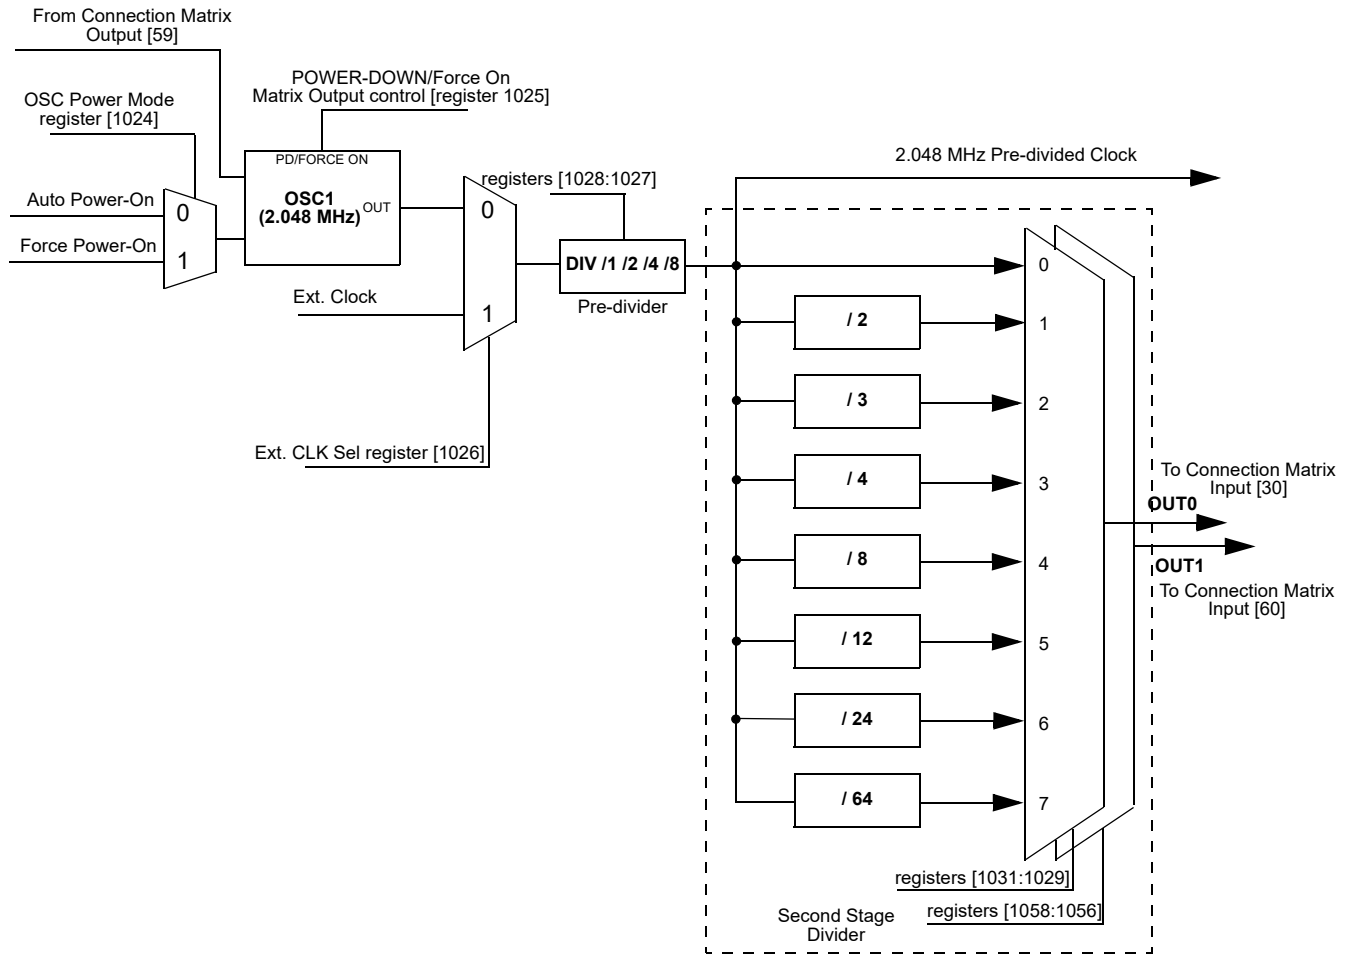 From Connection Matrix
Output [59]
POWER-DOWN/Force On
Matrix Output control [register 1025]
OSC Power Mode
register [1024]
PD/FORCE ON
OSC1
(2.048 MHz)
OUT
Auto Power-On
0
Force Power-On
1
Ext. Clock
0
1
Ext. CLK Sel register [1026]
registers [1028:1027]
DIV /1 /2 /4 /8
Pre-divider
2.048 MHz Pre-divided Clock
0
/ 2
1
/ 3
2
/ 4
3
/ 8
4
/ 12
5
/ 24
6
/ 64
7
To Connection Matrix
Input [30]
OUT0
OUT1
To Connection Matrix
Input [60]
registers [1031:1029]
registers [1058:1056]
Second Stage
Divider